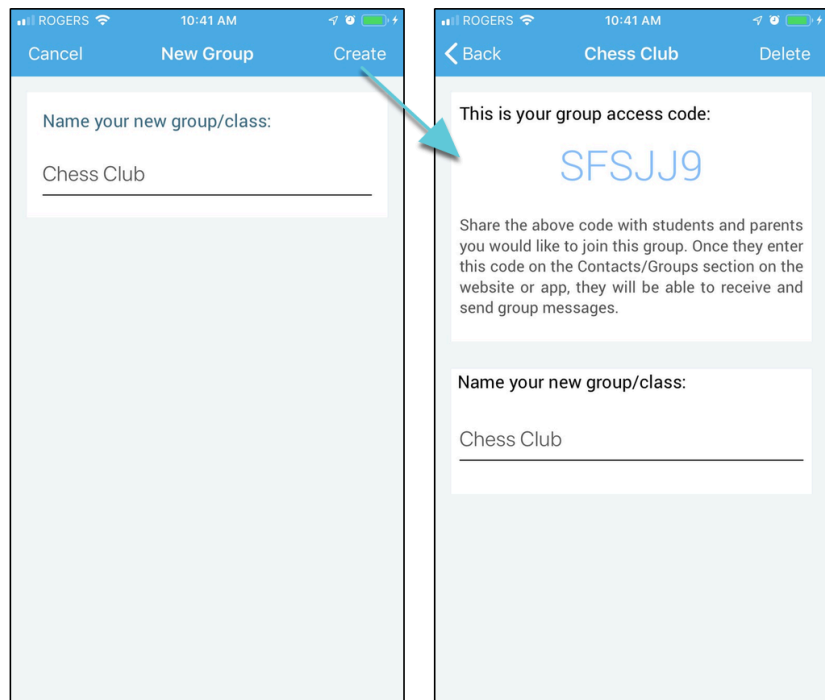 ROGERS 10:41 AM
Cancel New Group Create
Name your new group/class:
Chess Club
ROGERS 10:41 AM
Back Chess Club Delete
This is your group access code:
SFSJJ9
Share the above code with students and parents
you would like to join this group. Once they enter
this code on the Contacts/Groups section on the
website or app, they will be able to receive and
send group messages.
Name your new group/class:
Chess Club